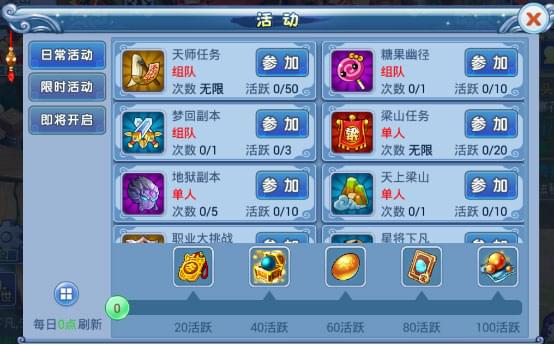 活 动
日常活动
限时活动
即将开启
天师任务
组队
次数 无限 活跃 0/50
参 加
糖果幽径
组队
次数 0/1 活跃 0/10
参 加
梦回副本
组队
次数 0/1 活跃 0/3
参 加
梁山任务
单人
次数 无限 活跃 0/20
参 加
地狱副本
单人
次数 0/5 活跃 0/10
参 加
天上梁山
单人
次数 0/1 活跃 0/10
参 加
职业大挑战
参 加
星将下凡
参 加
0
20活跃 40活跃 60活跃 80活跃 100活跃
每日0点刷新